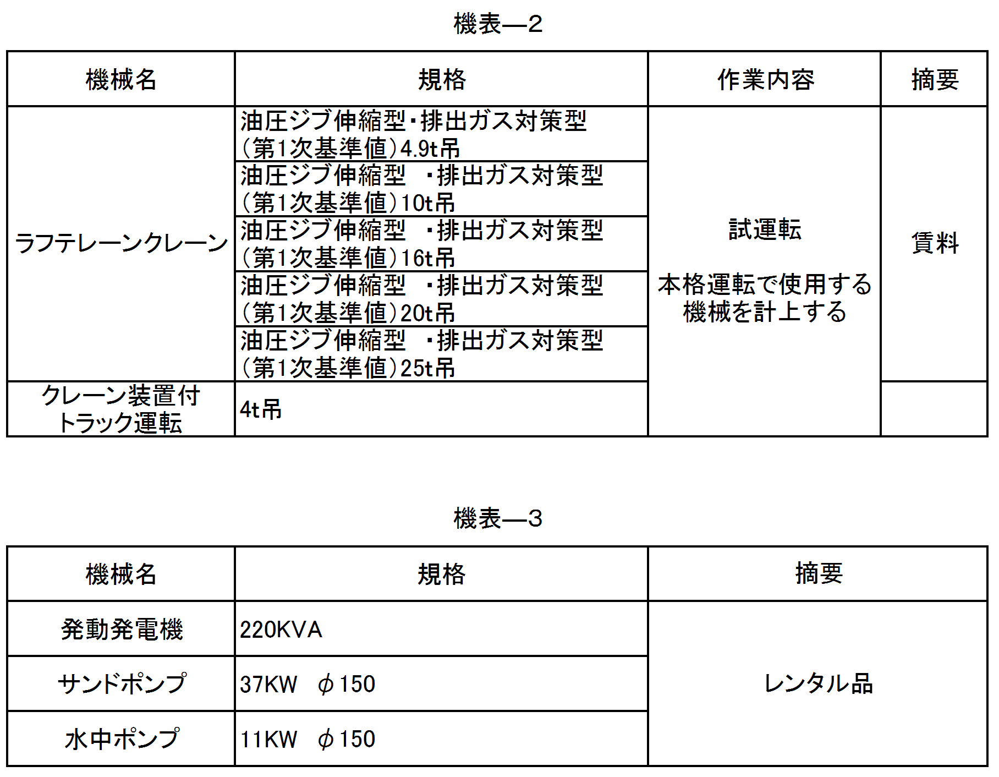 機表―2
機械名 規格 作業内容 摘要
ラフテレーンクレーン
油圧ジブ伸縮型・排出ガス対策型
（第1次基準値）4.9t吊
油圧ジブ伸縮型　・排出ガス対策型
（第1次基準値）10t吊
油圧ジブ伸縮型　・排出ガス対策型
（第1次基準値）16t吊
油圧ジブ伸縮型　・排出ガス対策型
（第1次基準値）20t吊
油圧ジブ伸縮型　・排出ガス対策型
（第1次基準値）25t吊
試運転
本格運転で使用する
機械を計上する
賃料
クレーン装置付
トラック運転
4t吊
機表―3
機械名 規格 摘要
発動発電機 220KVA
サンドポンプ 37KW　φ150
水中ポンプ 11KW　φ150
レンタル品